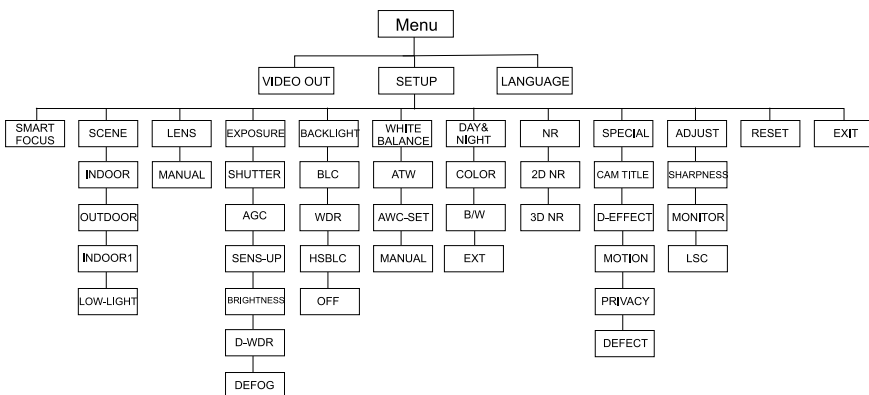 Menu
VIDEO OUT
SETUP
LANGUAGE
SMART
FOCUS
SCENE
LENS
EXPOSURE
BACKLIGHT
WHITE
BALANCE
DAY&
NIGHT
NR
SPECIAL
ADJUST
RESET
EXIT
INDOOR
MANUAL
SHUTTER
BLC
ATW
COLOR
2D NR
CAM TITLE
SHARPNESS
OUTDOOR
AGC
WDR
AWC-SET
B/W
3D NR
D-EFFECT
MONITOR
INDOOR1
SENS-UP
HSBLC
MANUAL
EXT
MOTION
LSC
LOW-LIGHT
BRIGHTNESS
OFF
PRIVACY
D-WDR
DEFECT
DEFOG